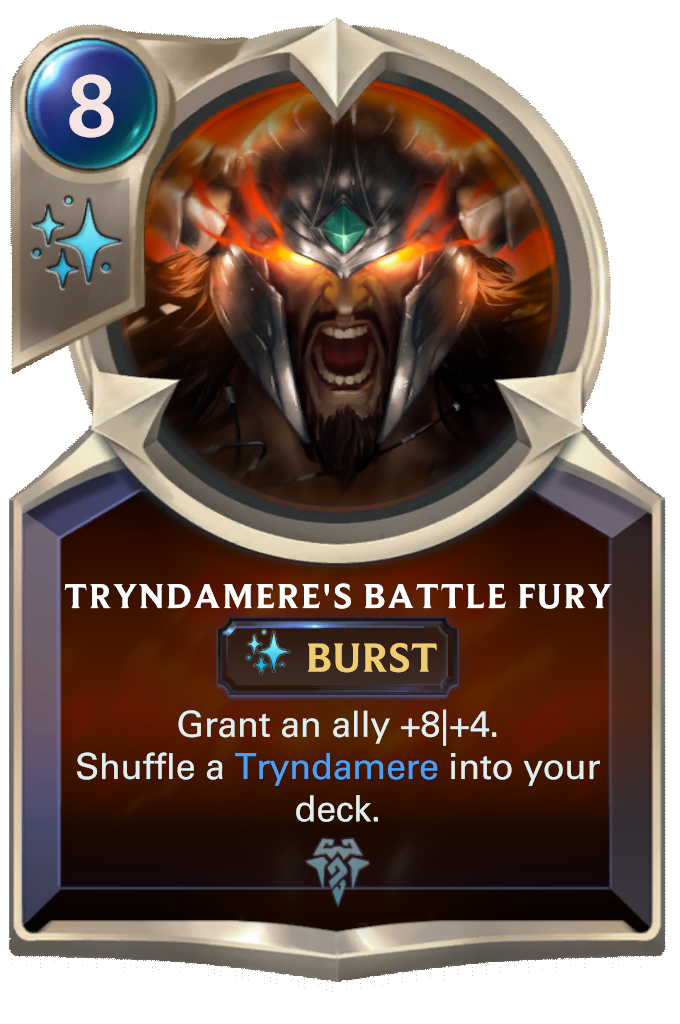 8
TRYNDAMERE'S BATTLE FURY
BURST
Grant an ally +8|+4.
Shuffle a Tryndamere into your
deck.